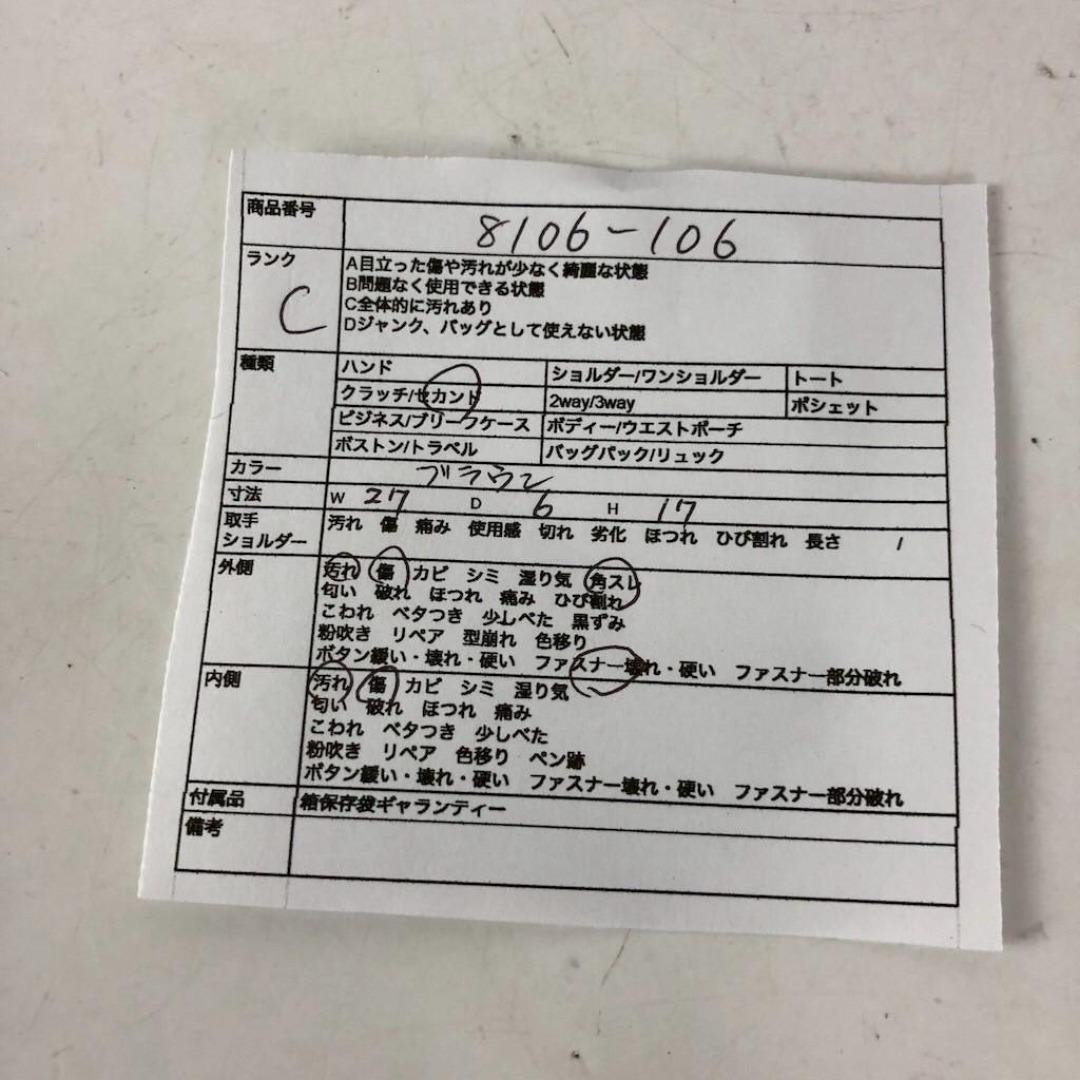 商品番号 8106-106
ランク C
A目立った傷や汚れが少なく綺麗な状態
B問題なく使用できる状態
C全体的に汚れあり
Dジャンク、バッグとして使えない状態
種類 ハンド ショルダー/ワンショルダー トート
クラッチ/セカンド 2way/3way ポシェット
ビジネス/ブリーフケース ボディー/ウエストポーチ
ボストン/トラベル バッグパック/リュック
カラー ブラウン
寸法 W 27 D 6 H 17
取手 ショルダー 汚れ 傷 痛み 使用感 切れ 劣化 ほつれ ひび割れ 長さ /
外側 汚れ 傷 カビ シミ 湿り気 角スレ
匂い 破れ ほつれ 痛み ひび割れ
こわれ ベタつき 少しべた 黒ずみ
粉吹き リペア 型崩れ 色移り
ボタン緩い・壊れ・硬い ファスナー壊れ・硬い ファスナー部分破れ
内側 汚れ 傷 カビ シミ 湿り気
匂い 破れ ほつれ 痛み
こわれ ベタつき 少しべた
粉吹き リペア 色移り ペン跡
ボタン緩い・壊れ・硬い ファスナー壊れ・硬い ファスナー部分破れ
付属品 箱保存袋ギャランティー
備考